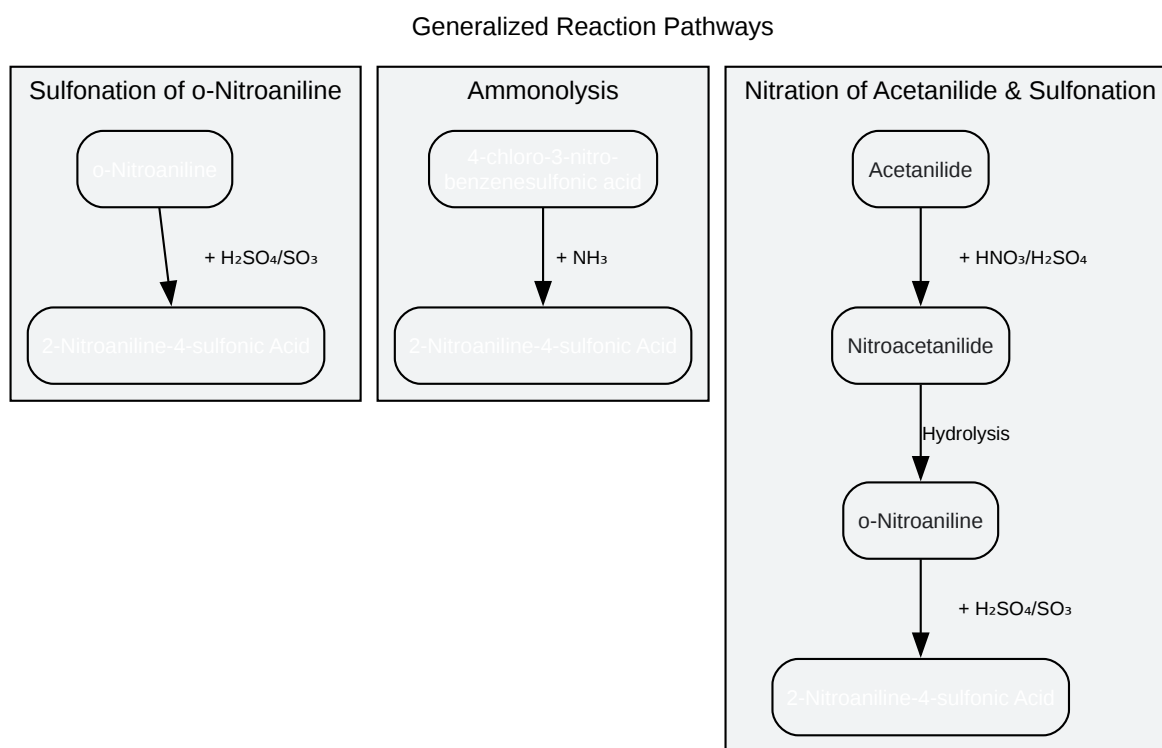 Generalized Reaction Pathways
Sulfonation of o-Nitroaniline
o-Nitroaniline
+ H₂SO₄/SO₃
2-Nitroaniline-4-sulfonic Acid
Ammonolysis
4-chloro-3-nitro-
benzenesulfonic acid
+ NH₃
2-Nitroaniline-4-sulfonic Acid
Nitration of Acetanilide & Sulfonation
Acetanilide
+ HNO₃/H₂SO₄
Nitroacetanilide
Hydrolysis
o-Nitroaniline
+ H₂SO₄/SO₃
2-Nitroaniline-4-sulfonic Acid